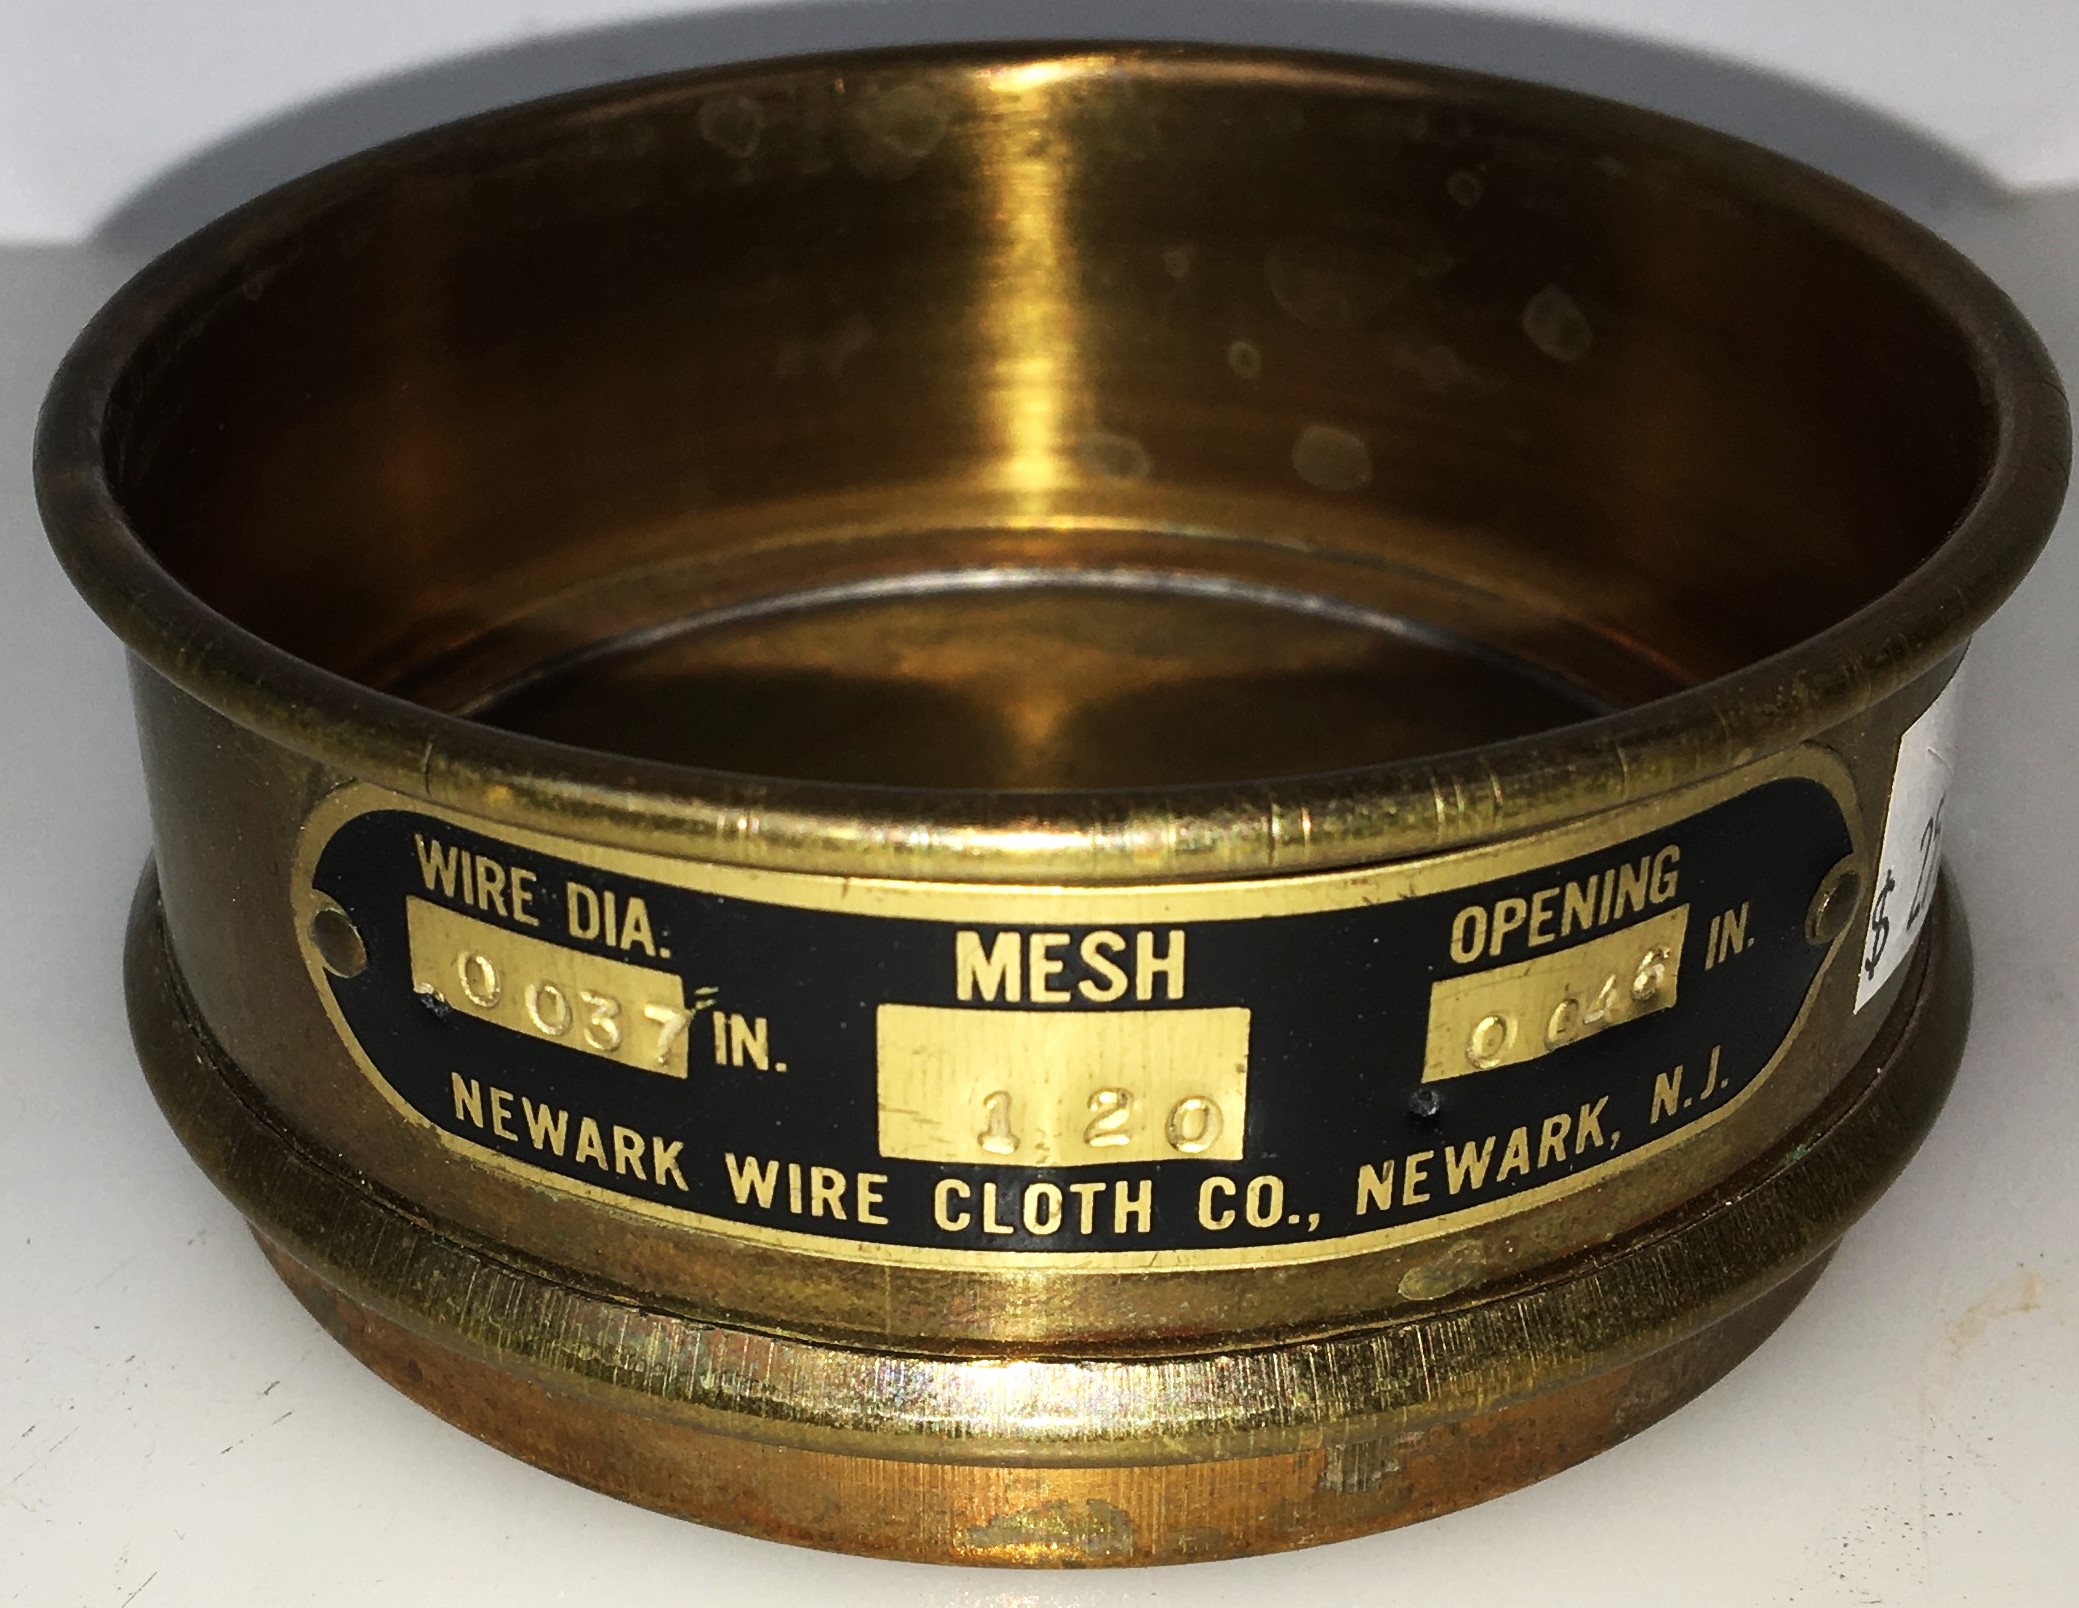 WIRE DIA.
.0037 IN.
MESH
120
OPENING
.0046 IN.
NEWARK WIRE CLOTH CO., NEWARK, N.J.
$